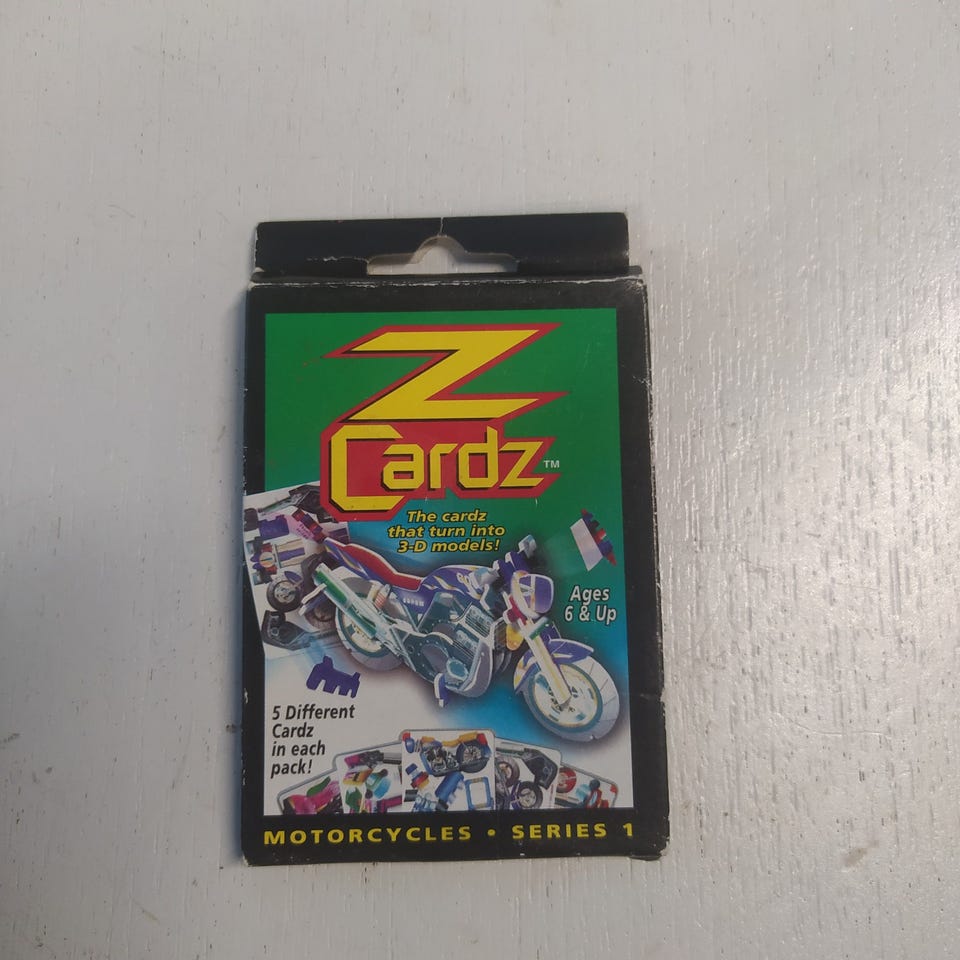 Z
Cardz™
The cardz
that turn into
3-D models!
Ages
6 & Up
5 Different
Cardz
in each
pack!
MOTORCYCLES • SERIES 1